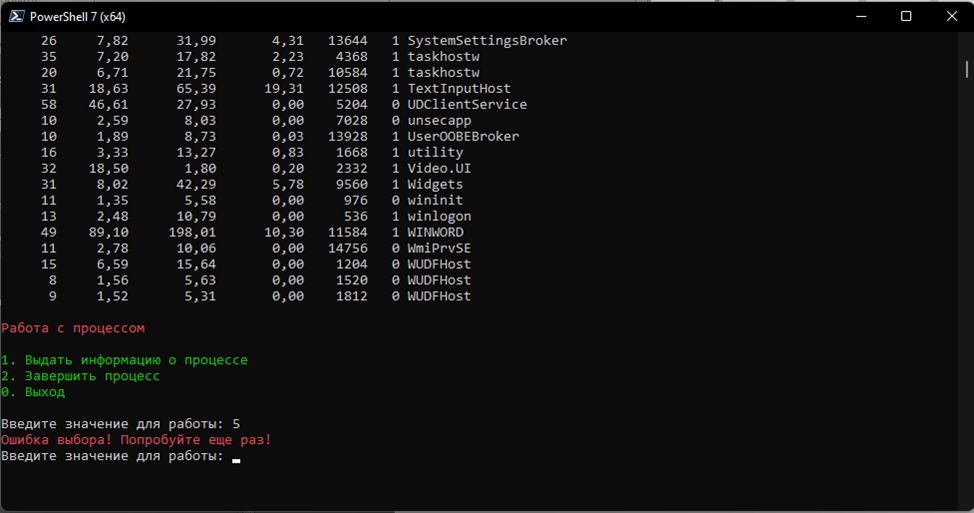 PowerShell 7 (x64)
26 7,82 31,99 4,31 13644 1 SystemSettingsBroker
35 7,20 17,82 2,23 4368 1 taskhostw
20 6,71 21,75 0,72 10584 1 taskhostw
31 18,63 65,39 19,31 12508 1 TextInputHost
58 46,61 27,93 0,00 5204 0 UDClientService
10 2,59 8,03 0,00 7028 0 unsecapp
10 1,89 8,73 0,03 13928 1 UserOOBEBroker
16 3,33 13,27 0,83 1668 1 utility
32 18,50 1,80 0,20 2332 1 Video.UI
31 8,02 42,29 5,78 9560 1 Widgets
11 1,35 5,58 0,00 976 0 wininit
13 2,48 10,79 0,00 536 1 winlogon
49 89,10 198,01 10,30 11584 1 WINWORD
11 2,78 10,06 0,00 14756 0 WmiPrvSE
15 6,59 15,64 0,00 1204 0 WUDFHost
8 1,56 5,63 0,00 1520 0 WUDFHost
9 1,52 5,31 0,00 1812 0 WUDFHost
Работа с процессом
1. Выдать информацию о процессе
2. Завершить процесс
0. Выход
Введите значение для работы: 5
Ошибка выбора! Попробуйте еще раз!
Введите значение для работы: